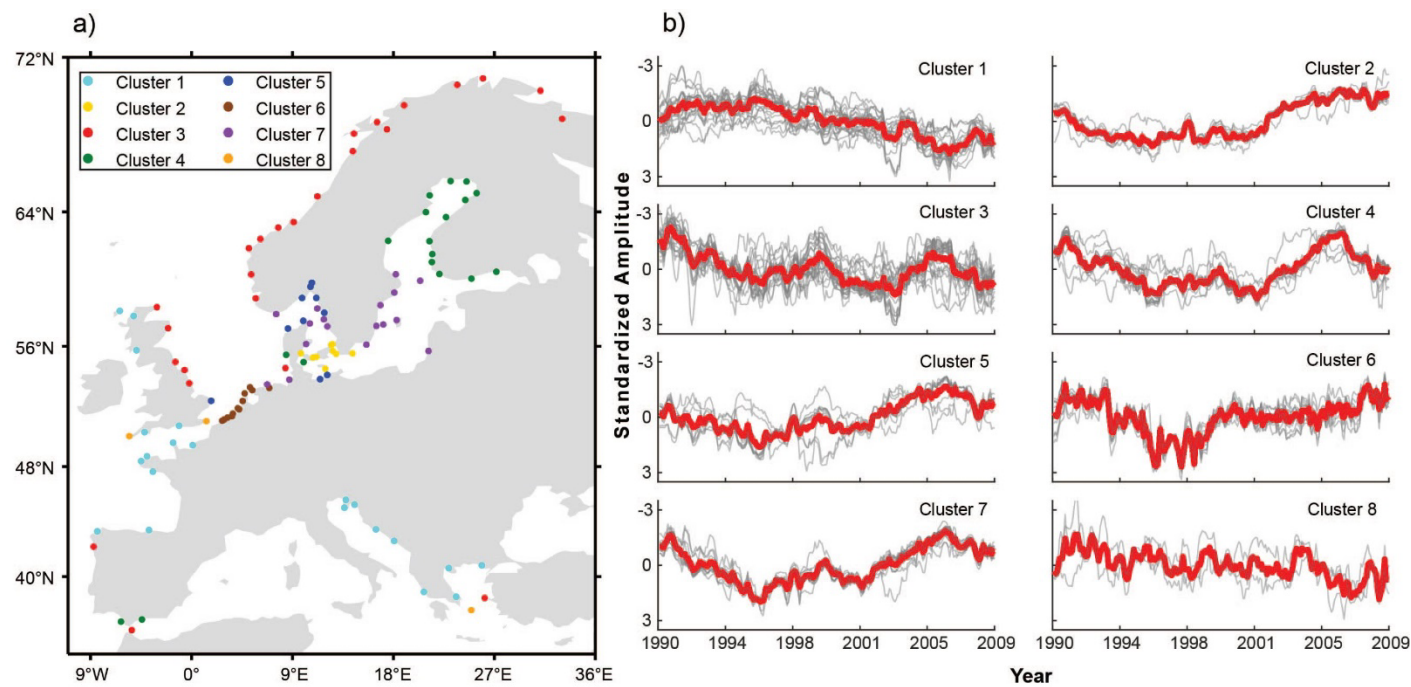 a)
72°N
64°N
56°N
48°N
40°N
9°W 0° 9°E 18°E 27°E 36°E
Cluster 1 Cluster 5
Cluster 2 Cluster 6
Cluster 3 Cluster 7
Cluster 4 Cluster 8
b)
Standardized Amplitude
-3 Cluster 1 Cluster 2
0
3
-3 Cluster 3 Cluster 4
0
3
-3 Cluster 5 Cluster 6
0
3
-3 Cluster 7 Cluster 8
0
3
1990 1994 1998 2001 2005 2009 1990 1994 1998 2001 2005 2009
Year